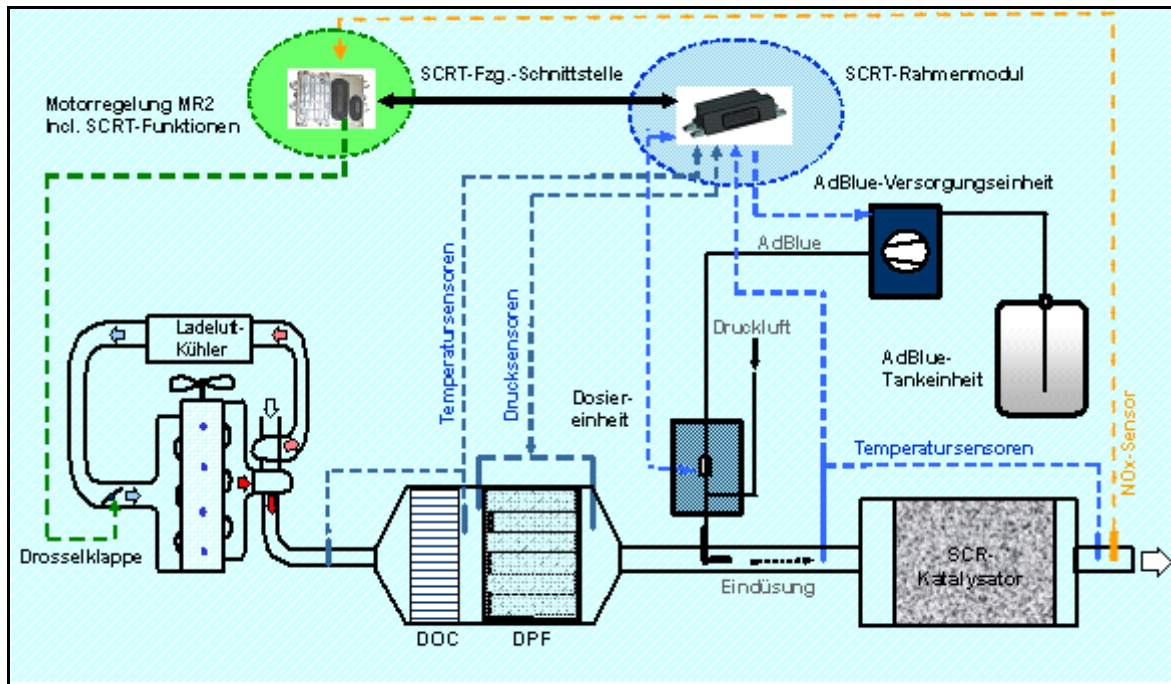 SCRT-Fzg.-Schnittstelle
SCRT-Rahmenmodul
Motorregelung MR2
Incl. SCRT-Funktionen
AdBlue-Versorgungseinheit
AdBlue
Temperatursensoren
Drucksensoren
Druckluft
Ladeluft-
Kühler
AdBlue-
Tankeinheit
Dosier-
einheit
NOx-Sensor
Temperatursensoren
Drosselklappe
SCR-
Katalysator
Eindüsung
DOC
DPF